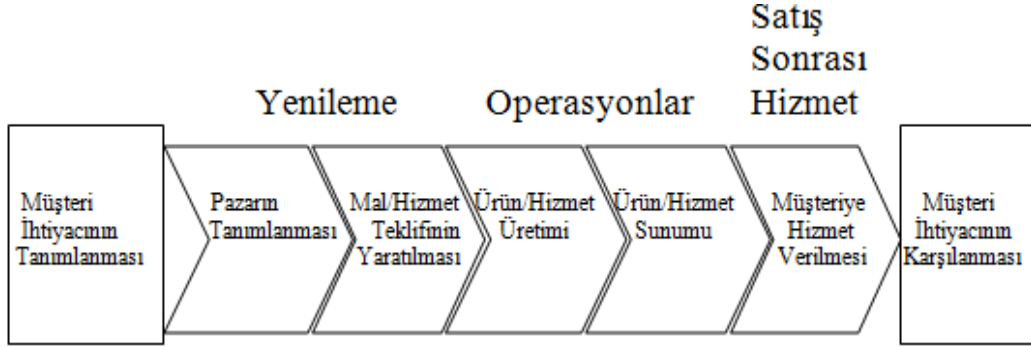 Satış
Sonrası
Hizmet
Yenileme
Operasyonlar
Müşteri
İhtiyacının
Tanımlanması
Pazarın
Tanımlanması
Mal/Hizmet
Teklifinin
Yaratılması
Ürün/Hizmet
Üretimi
Ürün/Hizmet
Sunumu
Müşteriye
Hizmet
Verilmesi
Müşteri
İhtiyacının
Karşılanması